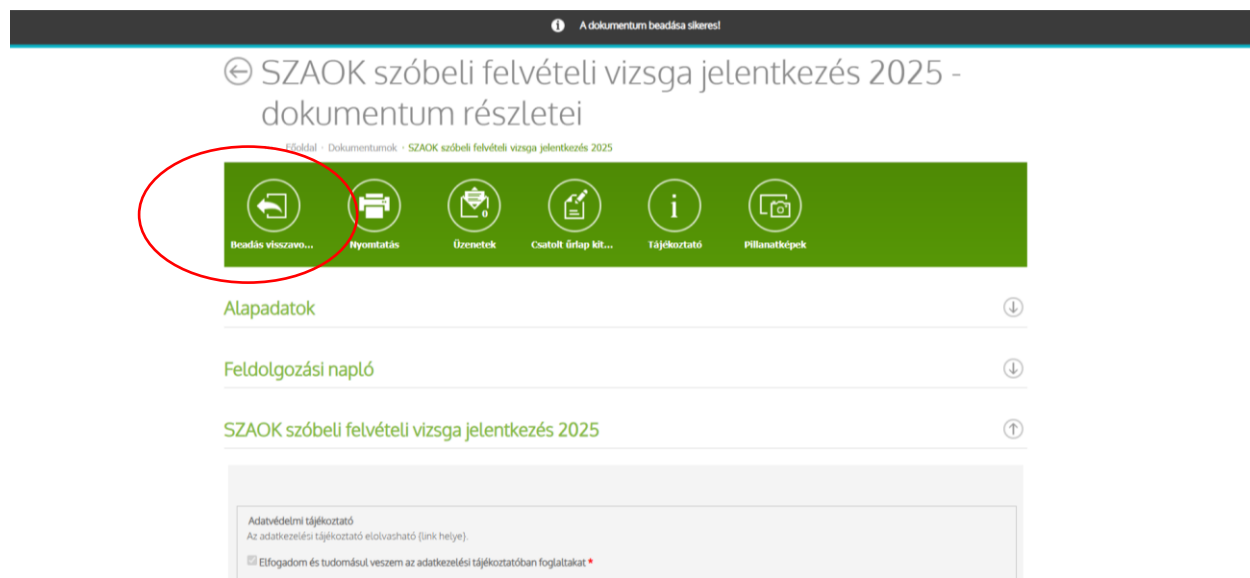 A dokumentum beadása sikeres!
SZAOK szóbeli felvételi vizsga jelentkezés 2025 -
dokumentum részletei
Főoldal · Dokumentumok · SZAOK szóbeli felvételi vizsga jelentkezés 2025
Beadás visszavo... Nyomtatás Üzenetek Csatolt űrlap kit... Tájékoztató Pillanatképek
0
Alapadatok
Feldolgozási napló
SZAOK szóbeli felvételi vizsga jelentkezés 2025
Adatvédelmi tájékoztató
Az adatkezelési tájékoztató elolvasható {link helye}.
Elfogadom és tudomásul veszem az adatkezelési tájékoztatóban foglaltakat *